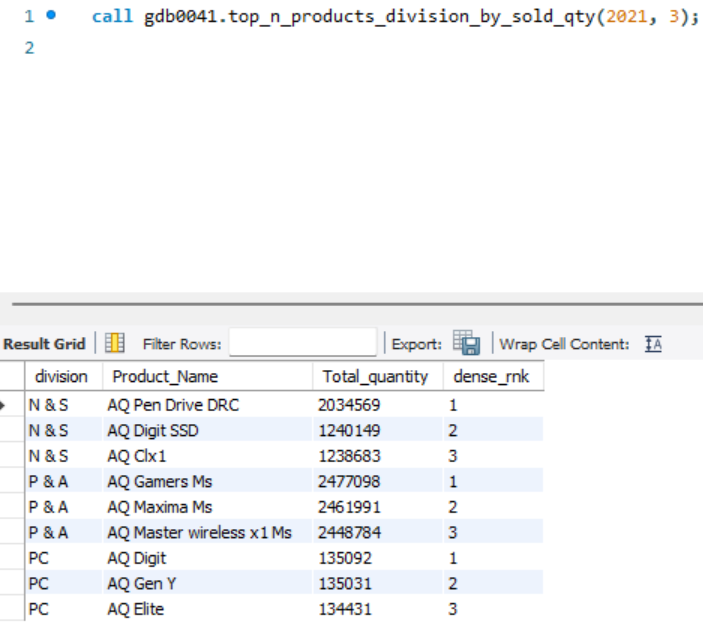 1 call gdb0041.top_n_products_division_by_sold_qty(2021, 3);
2
Result Grid Filter Rows: Export: Wrap Cell Content: IA
division Product_Name Total_quantity dense_rnk
N & S AQ Pen Drive DRC 2034569 1
N & S AQ Digit SSD 1240149 2
N & S AQ Clx1 1238683 3
P & A AQ Gamers Ms 2477098 1
P & A AQ Maxima Ms 2461991 2
P & A AQ Master wireless x1 Ms 2448784 3
PC AQ Digit 135092 1
PC AQ Gen Y 135031 2
PC AQ Elite 134431 3